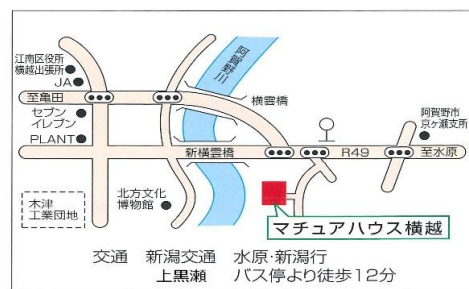 江南区役所
横越出張所
JA
至亀田
セブン
イレブン
PLANT
阿賀野川
横雲橋
新横雲橋
阿賀野市
京ヶ瀬支所
R49
至水原
木津
工業団地
北方文化
博物館
マチュアハウス横越
交通 新潟交通 水原·新潟行
上黒瀬 バス停より徒歩12分